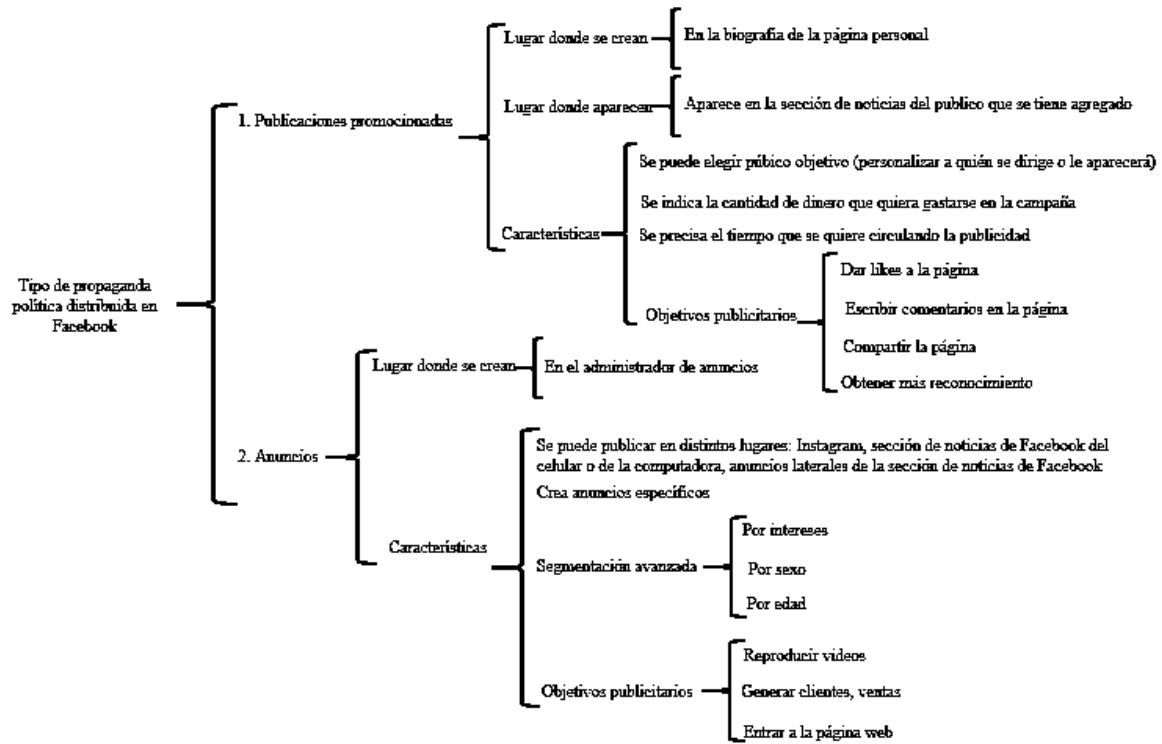 Tipo de propaganda
política distribuida en
Facebook
1. Publicaciones promocionadas
Lugar donde se crean
En la biografía de la página personal
Lugar donde aparecen
Aparece en la sección de noticias del publico que se tiene agregado
Características
Se puede elegir púbico objetivo (personalizar a quién se dirige o le aparecerá)
Se indica la cantidad de dinero que quiera gastarse en la campaña
Se precisa el tiempo que se quiere circulando la publicidad
Objetivos publicitarios
Dar likes a la página
Escribir comentarios en la página
Compartir la página
Obtener más reconocimiento
2. Anuncios
Lugar donde se crean
En el administrador de anuncios
Características
Se puede publicar en distintos lugares: Instagram, sección de noticias de Facebook del
celular o de la computadora, anuncios laterales de la sección de noticias de Facebook
Crea anuncios específicos
Segmentación avanzada
Por intereses
Por sexo
Por edad
Objetivos publicitarios
Reproducir videos
Generar clientes, ventas
Entrar a la página web